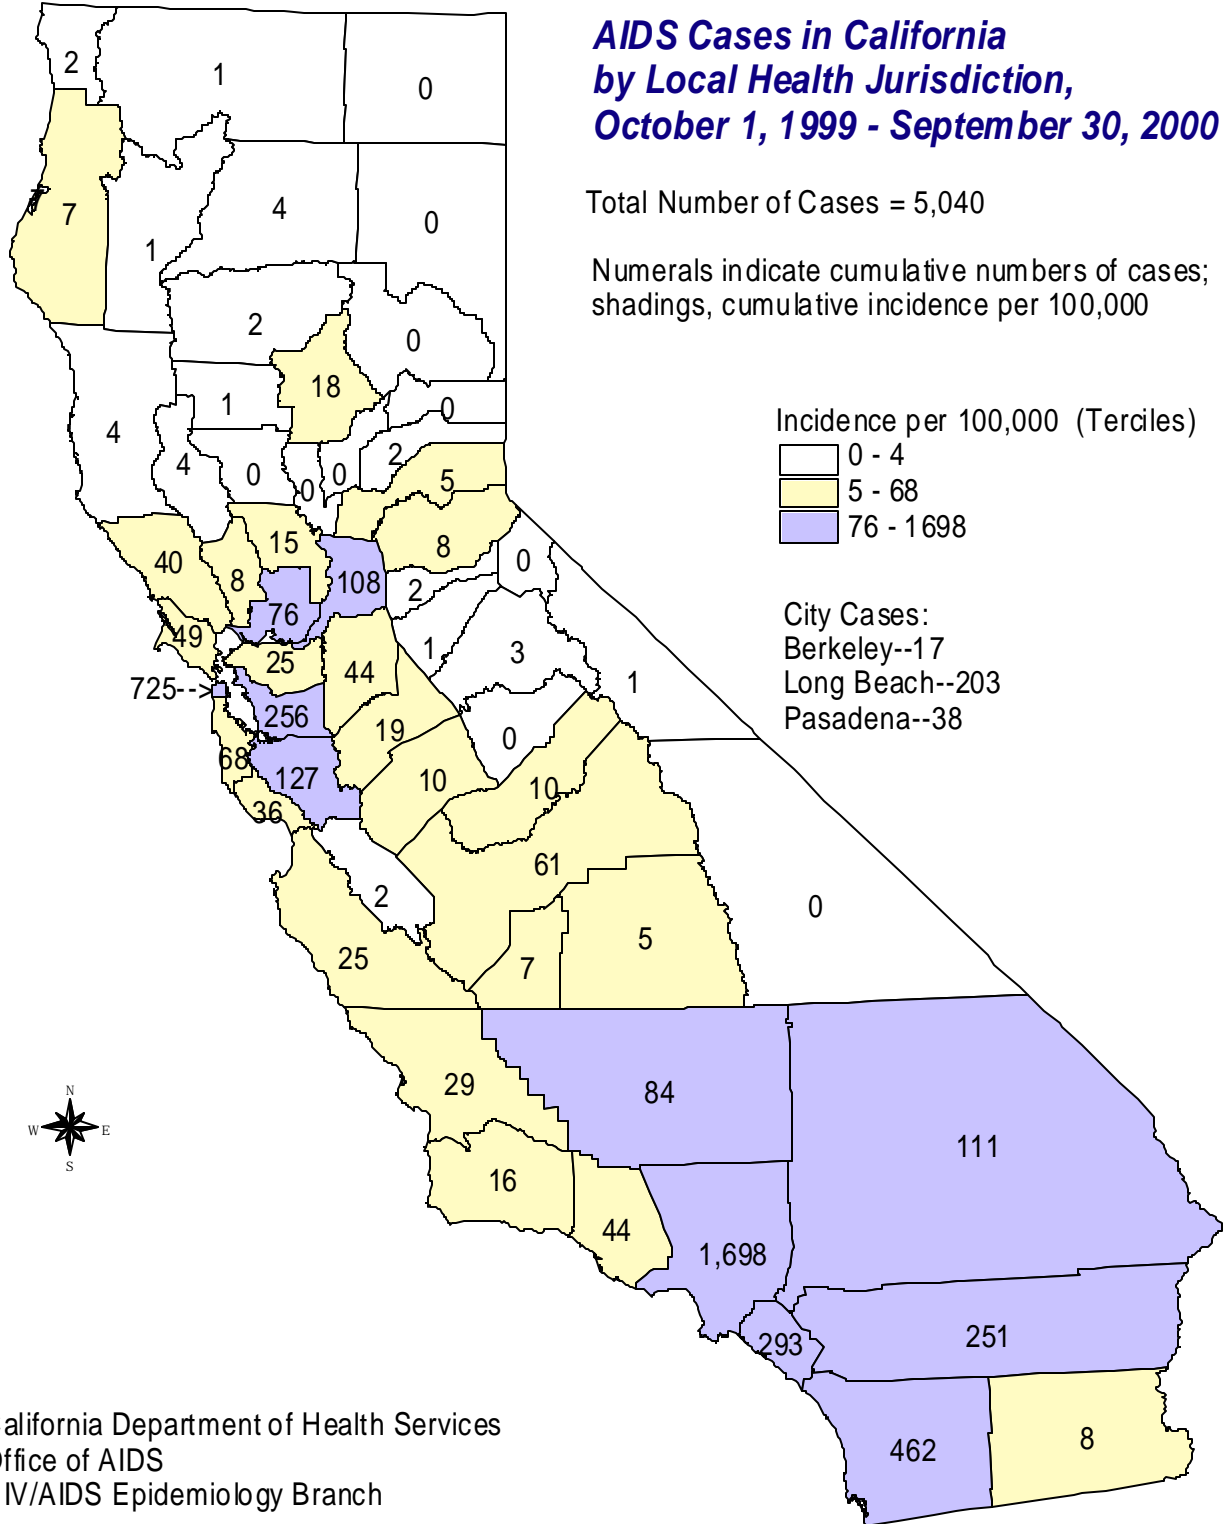 AIDS Cases in California
by Local Health Jurisdiction,
October 1, 1999 - September 30, 2000
Total Number of Cases = 5,040
Numerals indicate cumulative numbers of cases;
shadings, cumulative incidence per 100,000
Incidence per 100,000 (Terciles)
0 - 4
5 - 68
76 - 1698
City Cases:
Berkeley--17
Long Beach--203
Pasadena--38
2
1
0
7
1
4
0
2
0
18
1
0
4
4
0
0
0
2
5
40
8
15
108
8
0
76
2
49
25
44
1
3
1
725-->
256
19
0
68
127
10
10
36
61
2
0
25
7
5
29
84
111
16
44
1,698
293
251
462
8
N
W
E
S
alifornia Department of Health Services
ffice of AIDS
IV/AIDS Epidemiology Branch